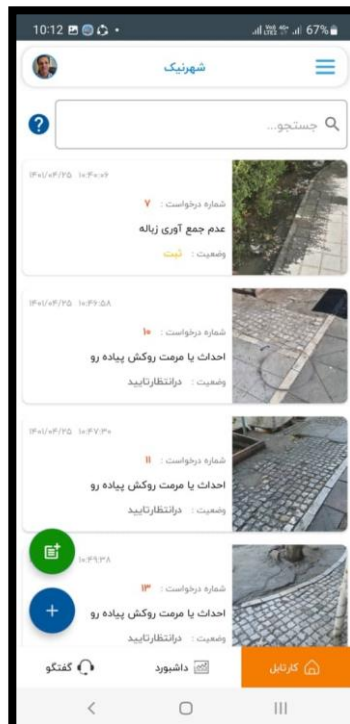 10:12 67%
شهرنیک
جستجو...
۱۴۰۱/۰۴/۲۵ ۱۰:۴۰:۰۶
شماره درخواست : ۷
عدم جمع آوری زباله
وضعیت : ثبت
۱۴۰۱/۰۴/۲۵ ۱۰:۴۶:۵۸
شماره درخواست : ۱۰
احداث یا مرمت روکش پیاده رو
وضعیت : درانتظارتایید
۱۴۰۱/۰۴/۲۵ ۱۰:۴۷:۳۰
شماره درخواست : ۱۱
احداث یا مرمت روکش پیاده رو
وضعیت : درانتظارتایید
۱۰:۴۹:۳۸
شماره درخواست : ۱۳
احداث یا مرمت روکش پیاده رو
وضعیت : درانتظارتایید
کارتابل داشبورد گفتگو